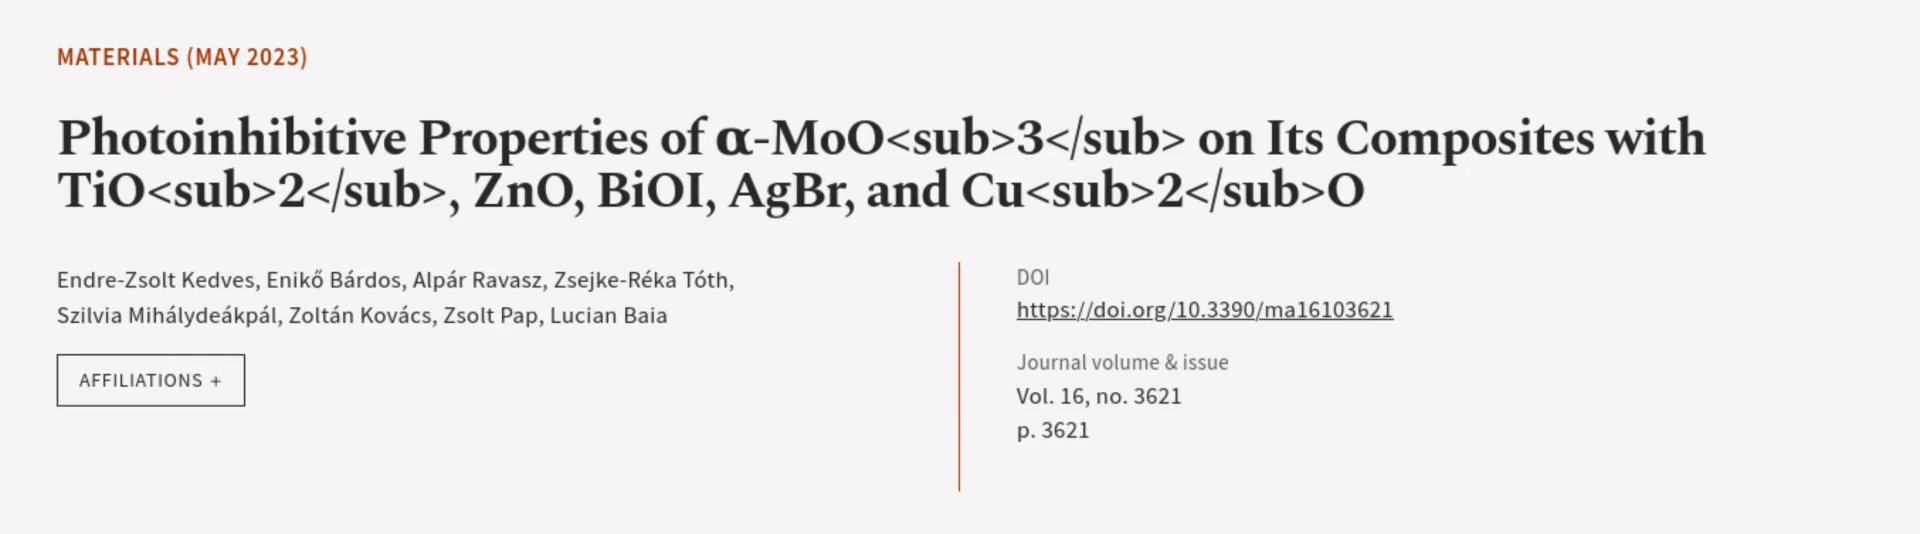 MATERIALS (MAY 2023)
Photoinhibitive Properties of α-MoO<sub>3</sub> on Its Composites with
TiO<sub>2</sub>, ZnO, BiOI, AgBr, and Cu<sub>2</sub>O
Endre-Zsolt Kedves, Enikő Bárdos, Alpár Ravasz, Zsejke-Réka Tóth,
Szilvia Mihálydeákpál, Zoltán Kovács, Zsolt Pap, Lucian Baia
AFFILIATIONS +
DOI
https://doi.org/10.3390/ma16103621
Journal volume & issue
Vol. 16, no. 3621
p. 3621